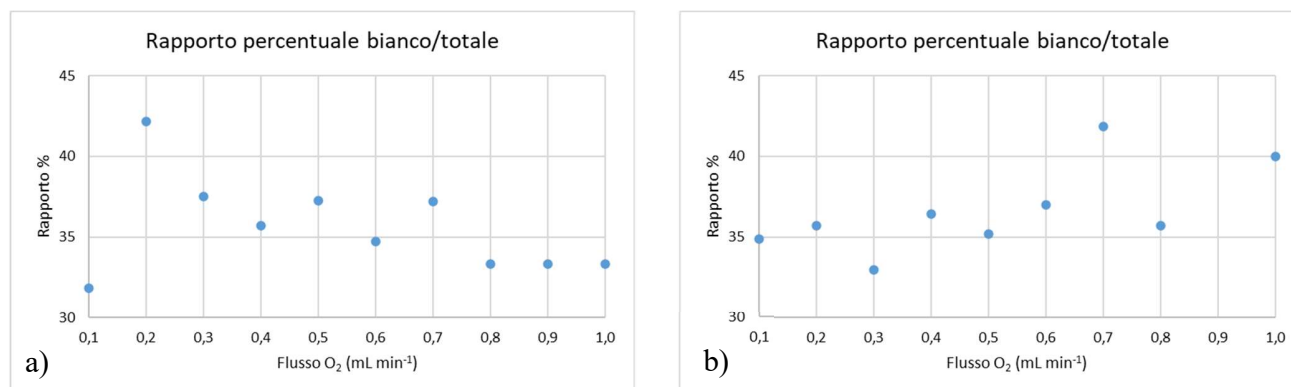 Rapporto percentuale bianco/totale
45
40
35
30
Rapporto %
0,1 0,2 0,3 0,4 0,5 0,6 0,7 0,8 0,9 1,0
Flusso O₂ (mL min⁻¹)
a)
Rapporto percentuale bianco/totale
45
40
35
30
Rapporto %
0,1 0,2 0,3 0,4 0,5 0,6 0,7 0,8 0,9 1,0
Flusso O₂ (mL min⁻¹)
b)